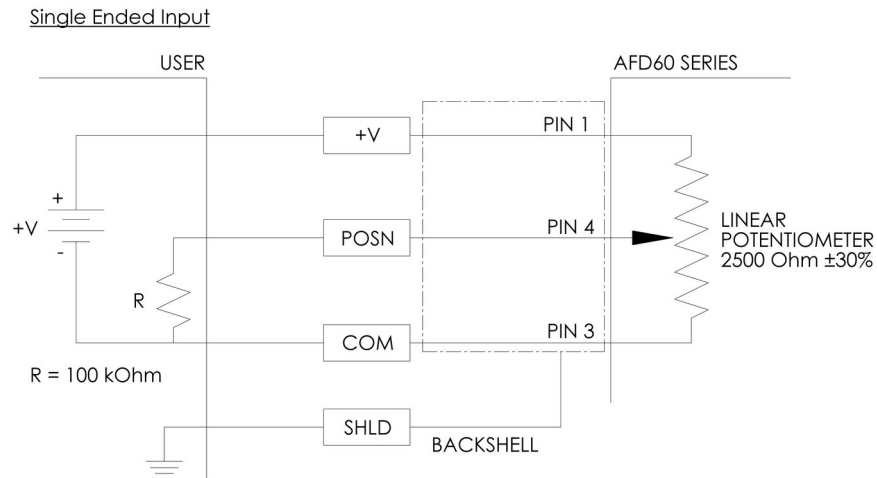 Single Ended Input
USER
AFD60 SERIES
+V
PIN 1
+
+V
-
POSN
PIN 4
LINEAR
POTENTIOMETER
2500 Ohm ±30%
R
COM
PIN 3
R = 100 kOhm
SHLD
BACKSHELL